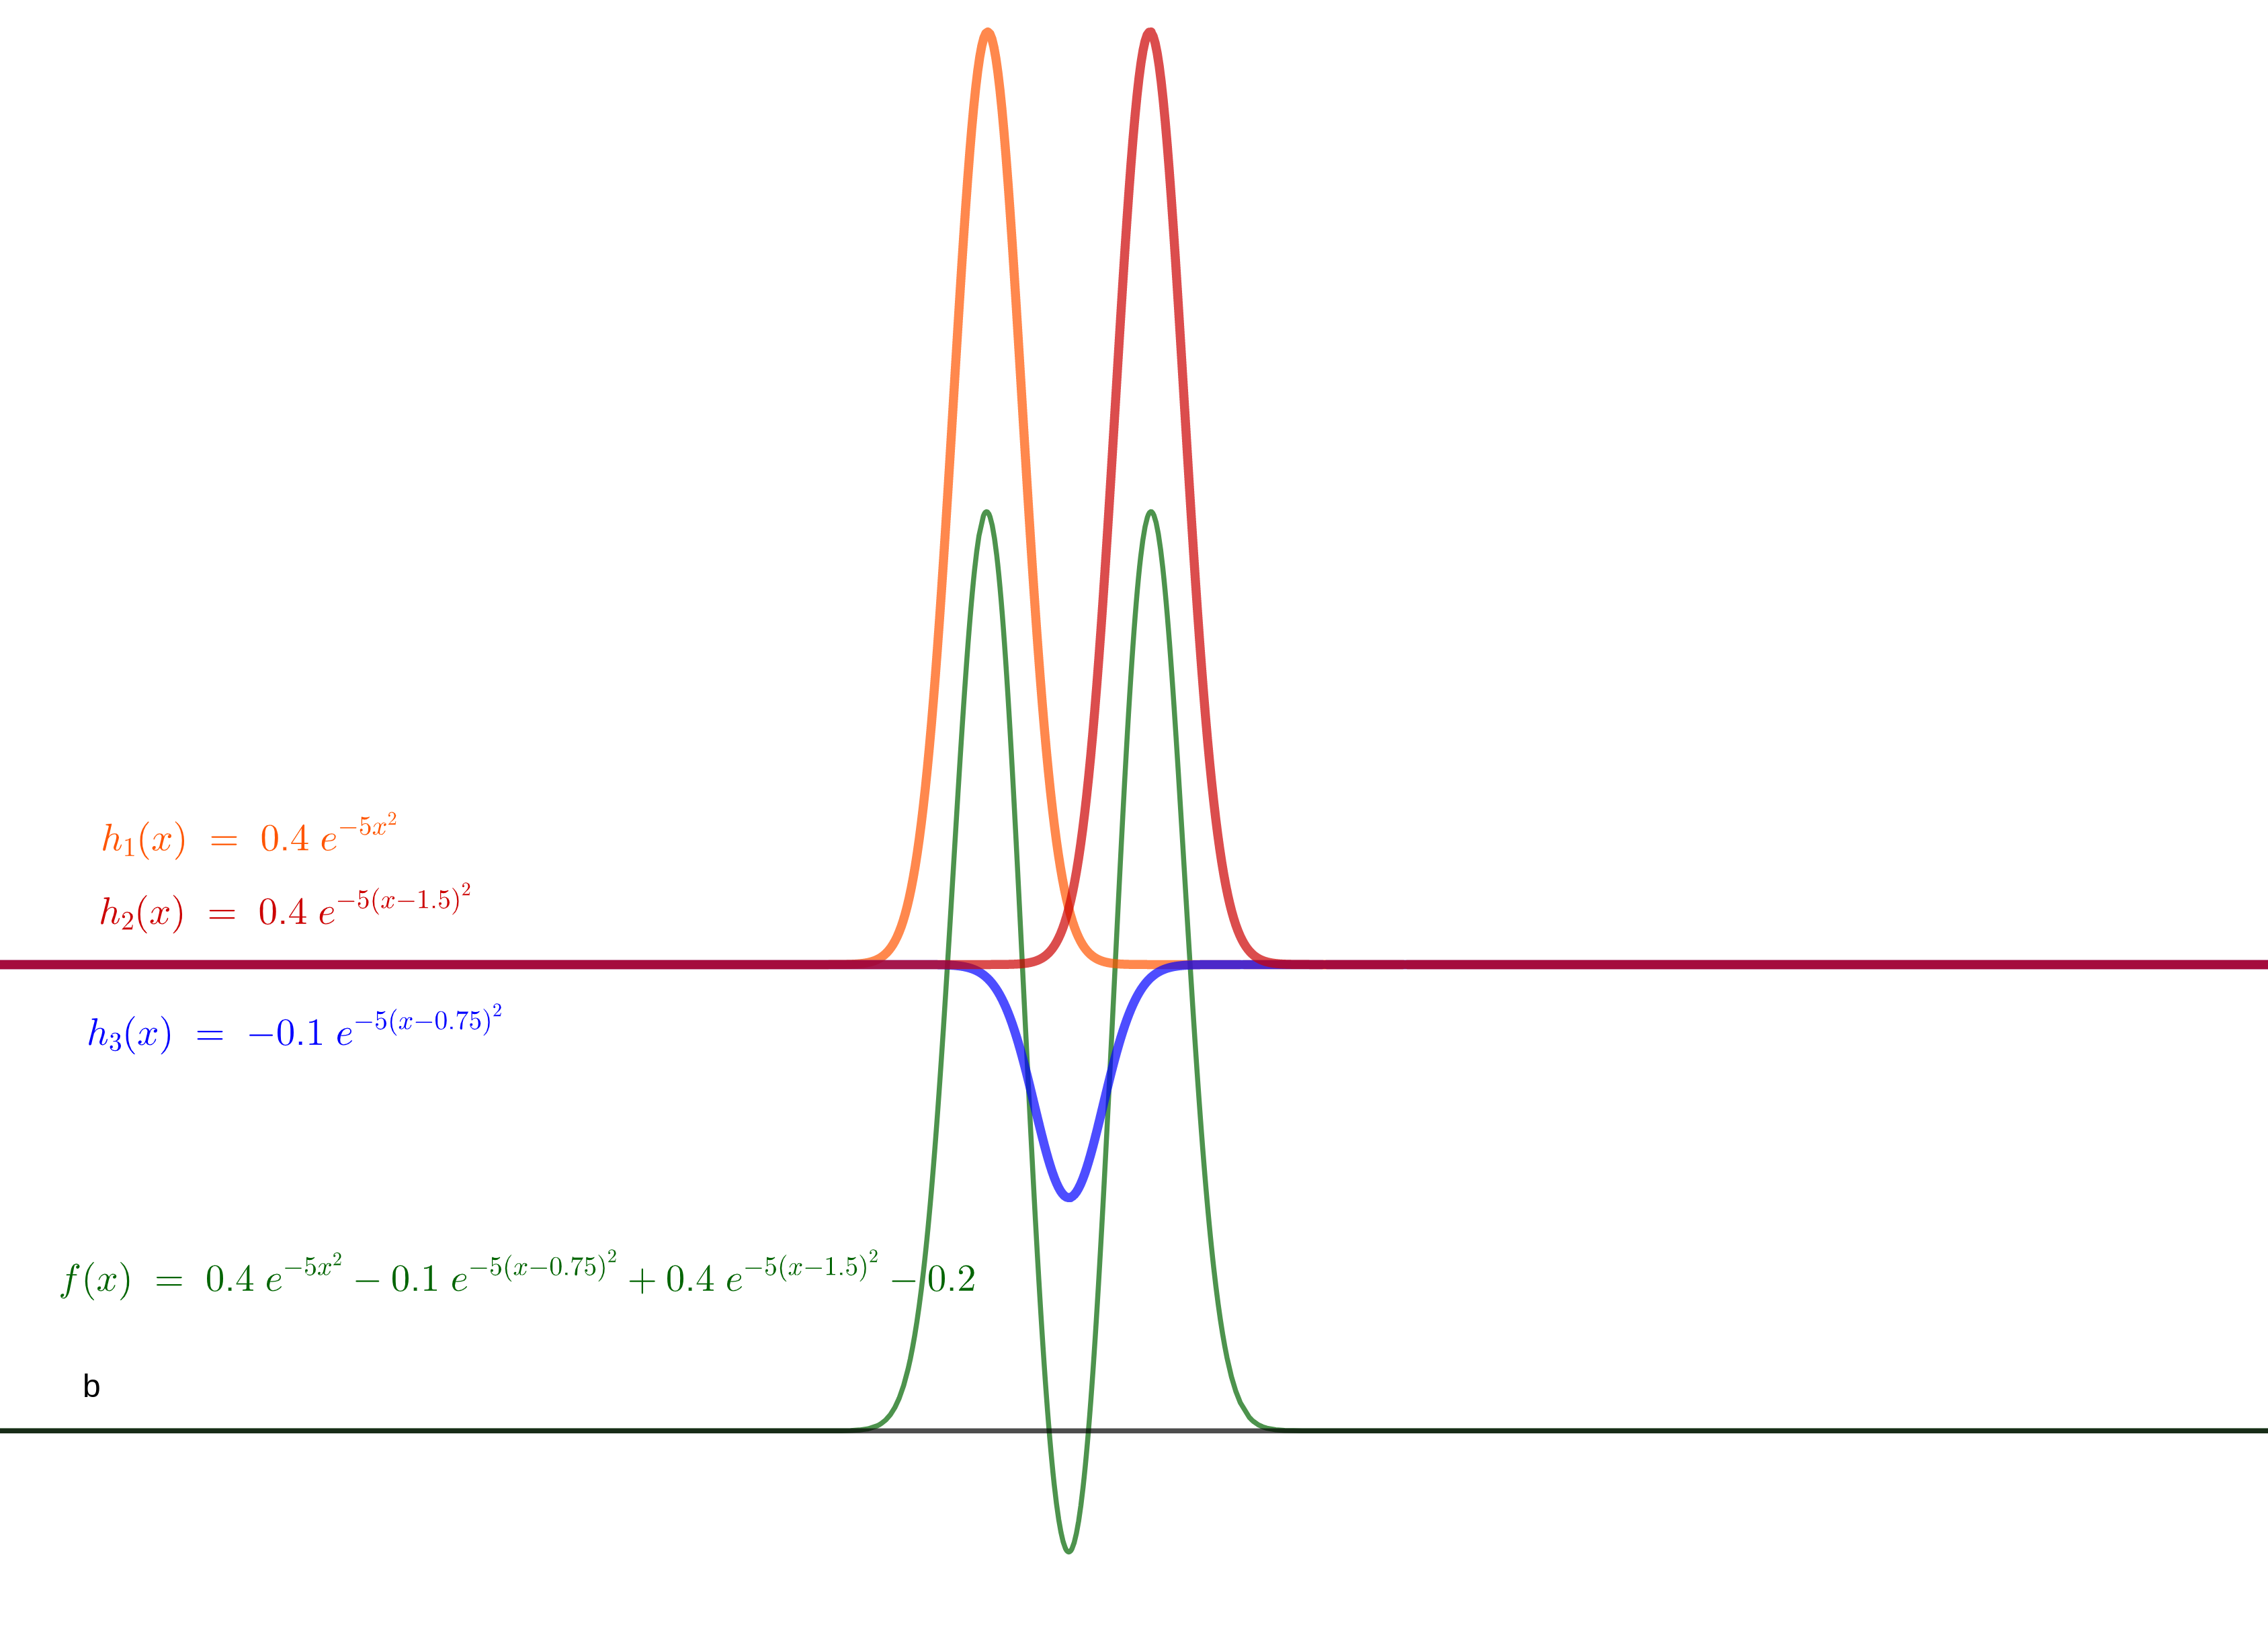 h₁(x) = 0.4 e^{−5x²}
h₂(x) = 0.4 e^{−5(x−1.5)²}
h₃(x) = −0.1 e^{−5(x−0.75)²}
f(x) = 0.4 e^{−5x²} − 0.1 e^{−5(x−0.75)²} + 0.4 e^{−5(x−1.5)²} − 0.2
b